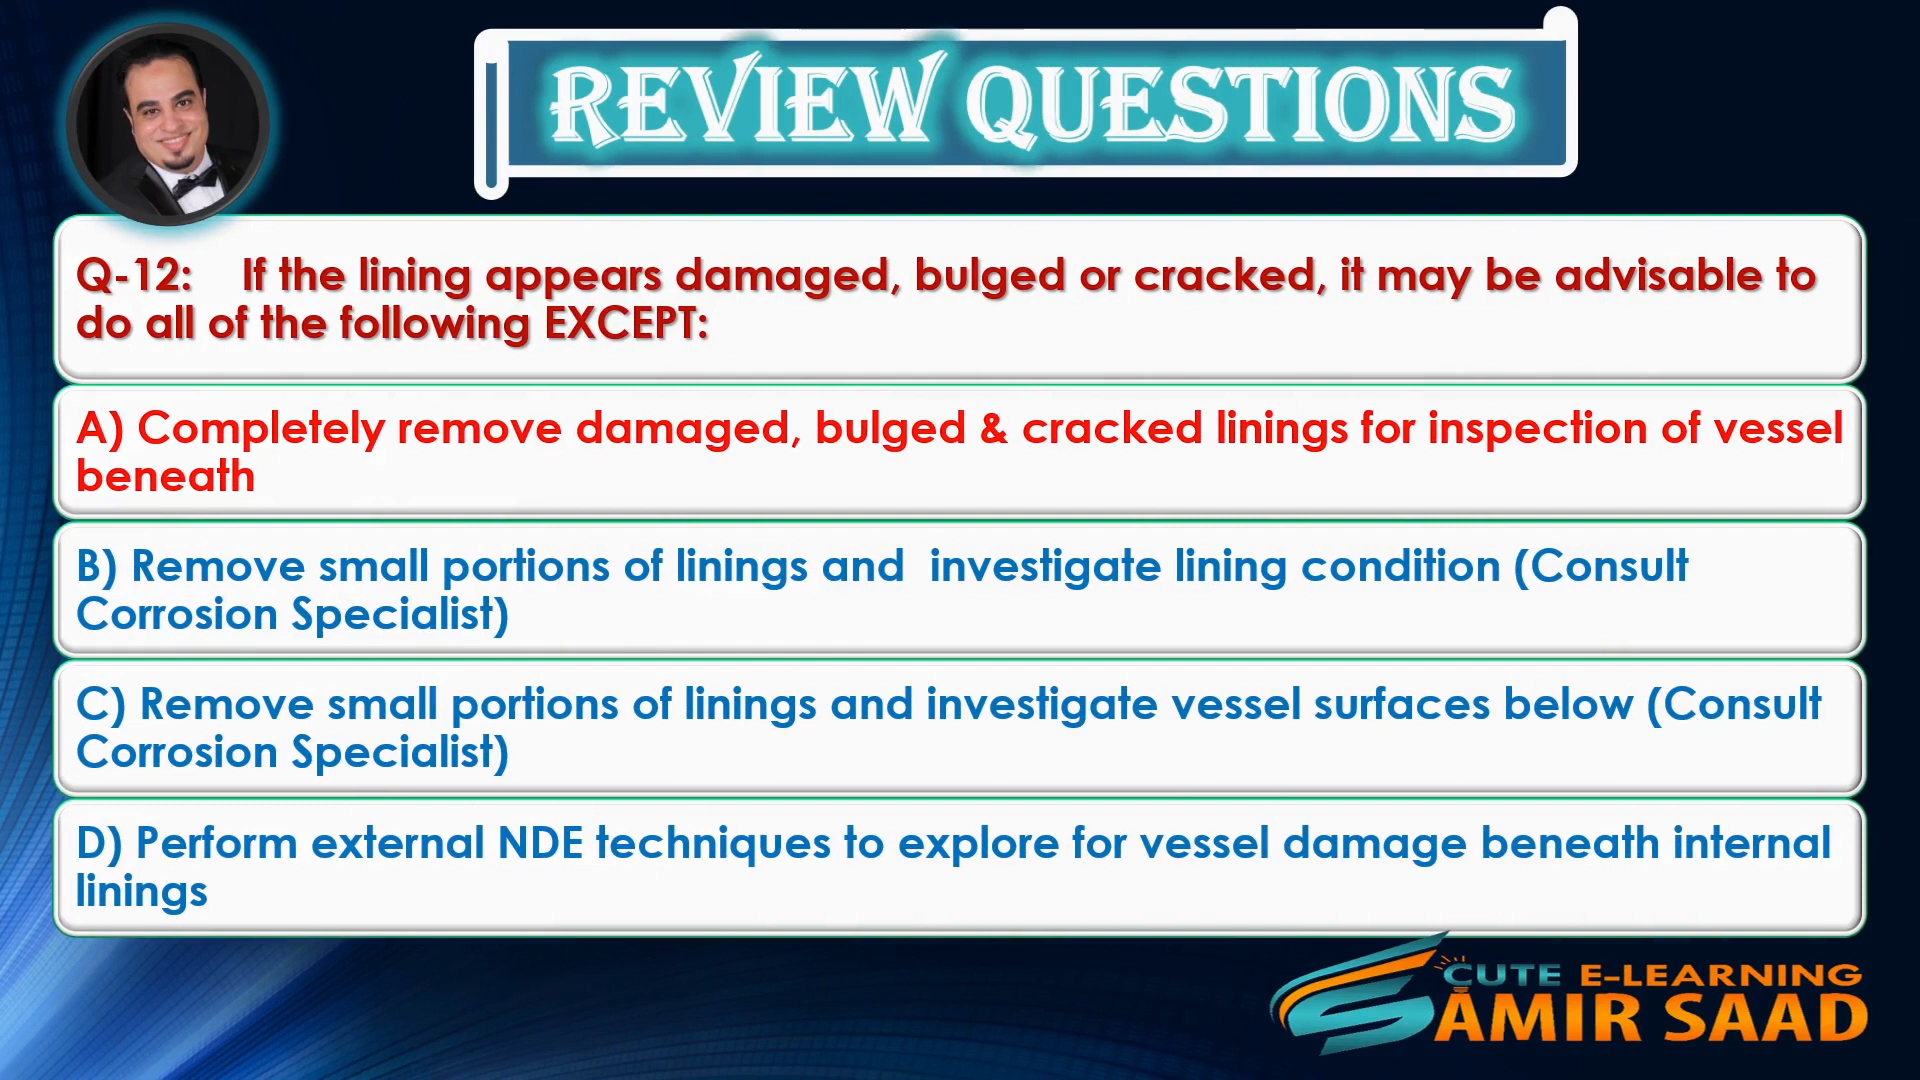 REVIEW QUESTIONS
Q-12: If the lining appears damaged, bulged or cracked, it may be advisable to
do all of the following EXCEPT:
A) Completely remove damaged, bulged & cracked linings for inspection of vessel
beneath
B) Remove small portions of linings and investigate lining condition (Consult
Corrosion Specialist)
C) Remove small portions of linings and investigate vessel surfaces below (Consult
Corrosion Specialist)
D) Perform external NDE techniques to explore for vessel damage beneath internal
linings
CUTE E-LEARNING
AMIR SAAD